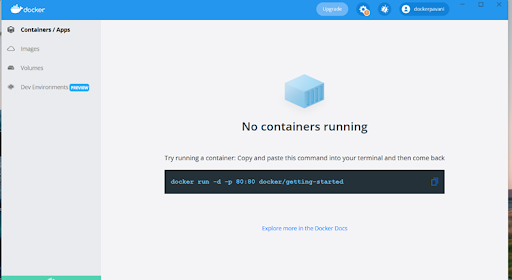 docker
Upgrade
dockerpavani
Containers / Apps
Images
Volumes
Dev Environments PREVIEW
No containers running
Try running a container: Copy and paste this command into your terminal and then come back
docker run -d -p 80:80 docker/getting-started
Explore more in the Docker Docs